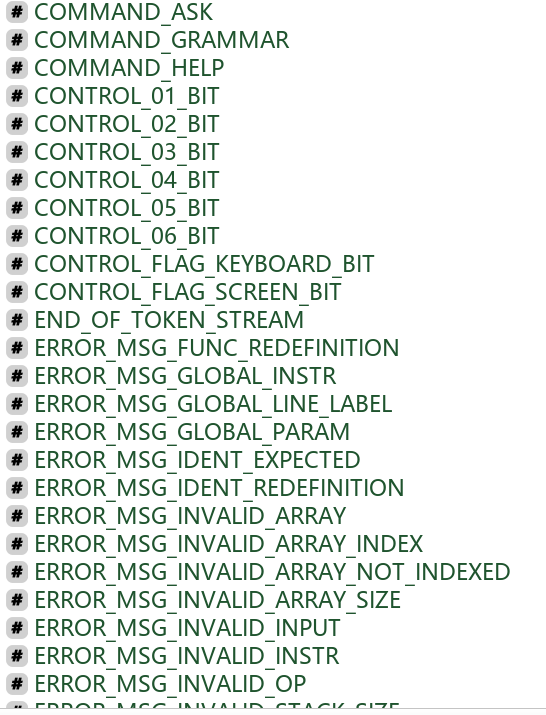 # COMMAND_ASK
# COMMAND_GRAMMAR
# COMMAND_HELP
# CONTROL_01_BIT
# CONTROL_02_BIT
# CONTROL_03_BIT
# CONTROL_04_BIT
# CONTROL_05_BIT
# CONTROL_06_BIT
# CONTROL_FLAG_KEYBOARD_BIT
# CONTROL_FLAG_SCREEN_BIT
# END_OF_TOKEN_STREAM
# ERROR_MSG_FUNC_REDEFINITION
# ERROR_MSG_GLOBAL_INSTR
# ERROR_MSG_GLOBAL_LINE_LABEL
# ERROR_MSG_GLOBAL_PARAM
# ERROR_MSG_IDENT_EXPECTED
# ERROR_MSG_IDENT_REDEFINITION
# ERROR_MSG_INVALID_ARRAY
# ERROR_MSG_INVALID_ARRAY_INDEX
# ERROR_MSG_INVALID_ARRAY_NOT_INDEXED
# ERROR_MSG_INVALID_ARRAY_SIZE
# ERROR_MSG_INVALID_INPUT
# ERROR_MSG_INVALID_INSTR
# ERROR_MSG_INVALID_OP
# ERROR_MSG_INVALID_STACK_SIZE